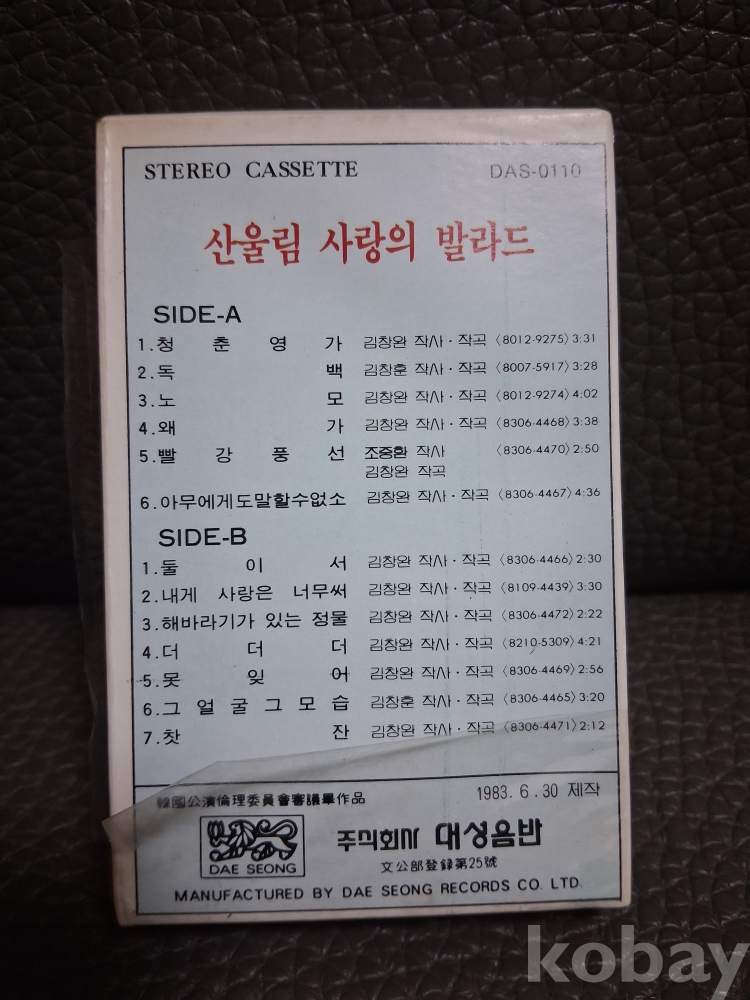 STEREO CASSETTE DAS-0110
산울림 사랑의 발라드
SIDE-A
1.청춘영가 김창완 작사·작곡 〈8012-9275〉3:31
2.독백 김창훈 작사·작곡 〈8007-5917〉3:28
3.노모 김창완 작사·작곡 〈8012-9274〉4:02
4.왜가 김창완 작사·작곡 〈8306-4468〉3:38
5.빨강풍선 조중환 작사 〈8306-4470〉2:50
김창완 작곡
6.아무에게도말할수없소 김창완 작사·작곡 〈8306-4467〉4:36
SIDE-B
1.둘이서 김창완 작사·작곡 〈8306-4466〉2:30
2.내게 사랑은 너무써 김창완 작사·작곡 〈8109-4439〉3:30
3.해바라기가 있는 정물 김창완 작사·작곡 〈8306-4472〉2:22
4.더더더 김창완 작사·작곡 〈8210-5309〉4:21
5.못잊어 김창완 작사·작곡 〈8306-4469〉2:56
6.그얼굴그모습 김창훈 작사·작곡 〈8306-4465〉3:20
7.찻잔 김창완 작사·작곡 〈8306-4471〉2:12
韓國公演倫理委員會審議畢作品 1983. 6. 30 제작
DAE SEONG
주식회사 대성음반
文公部登録第25號
MANUFACTURED BY DAE SEONG RECORDS CO. LTD.
kobay